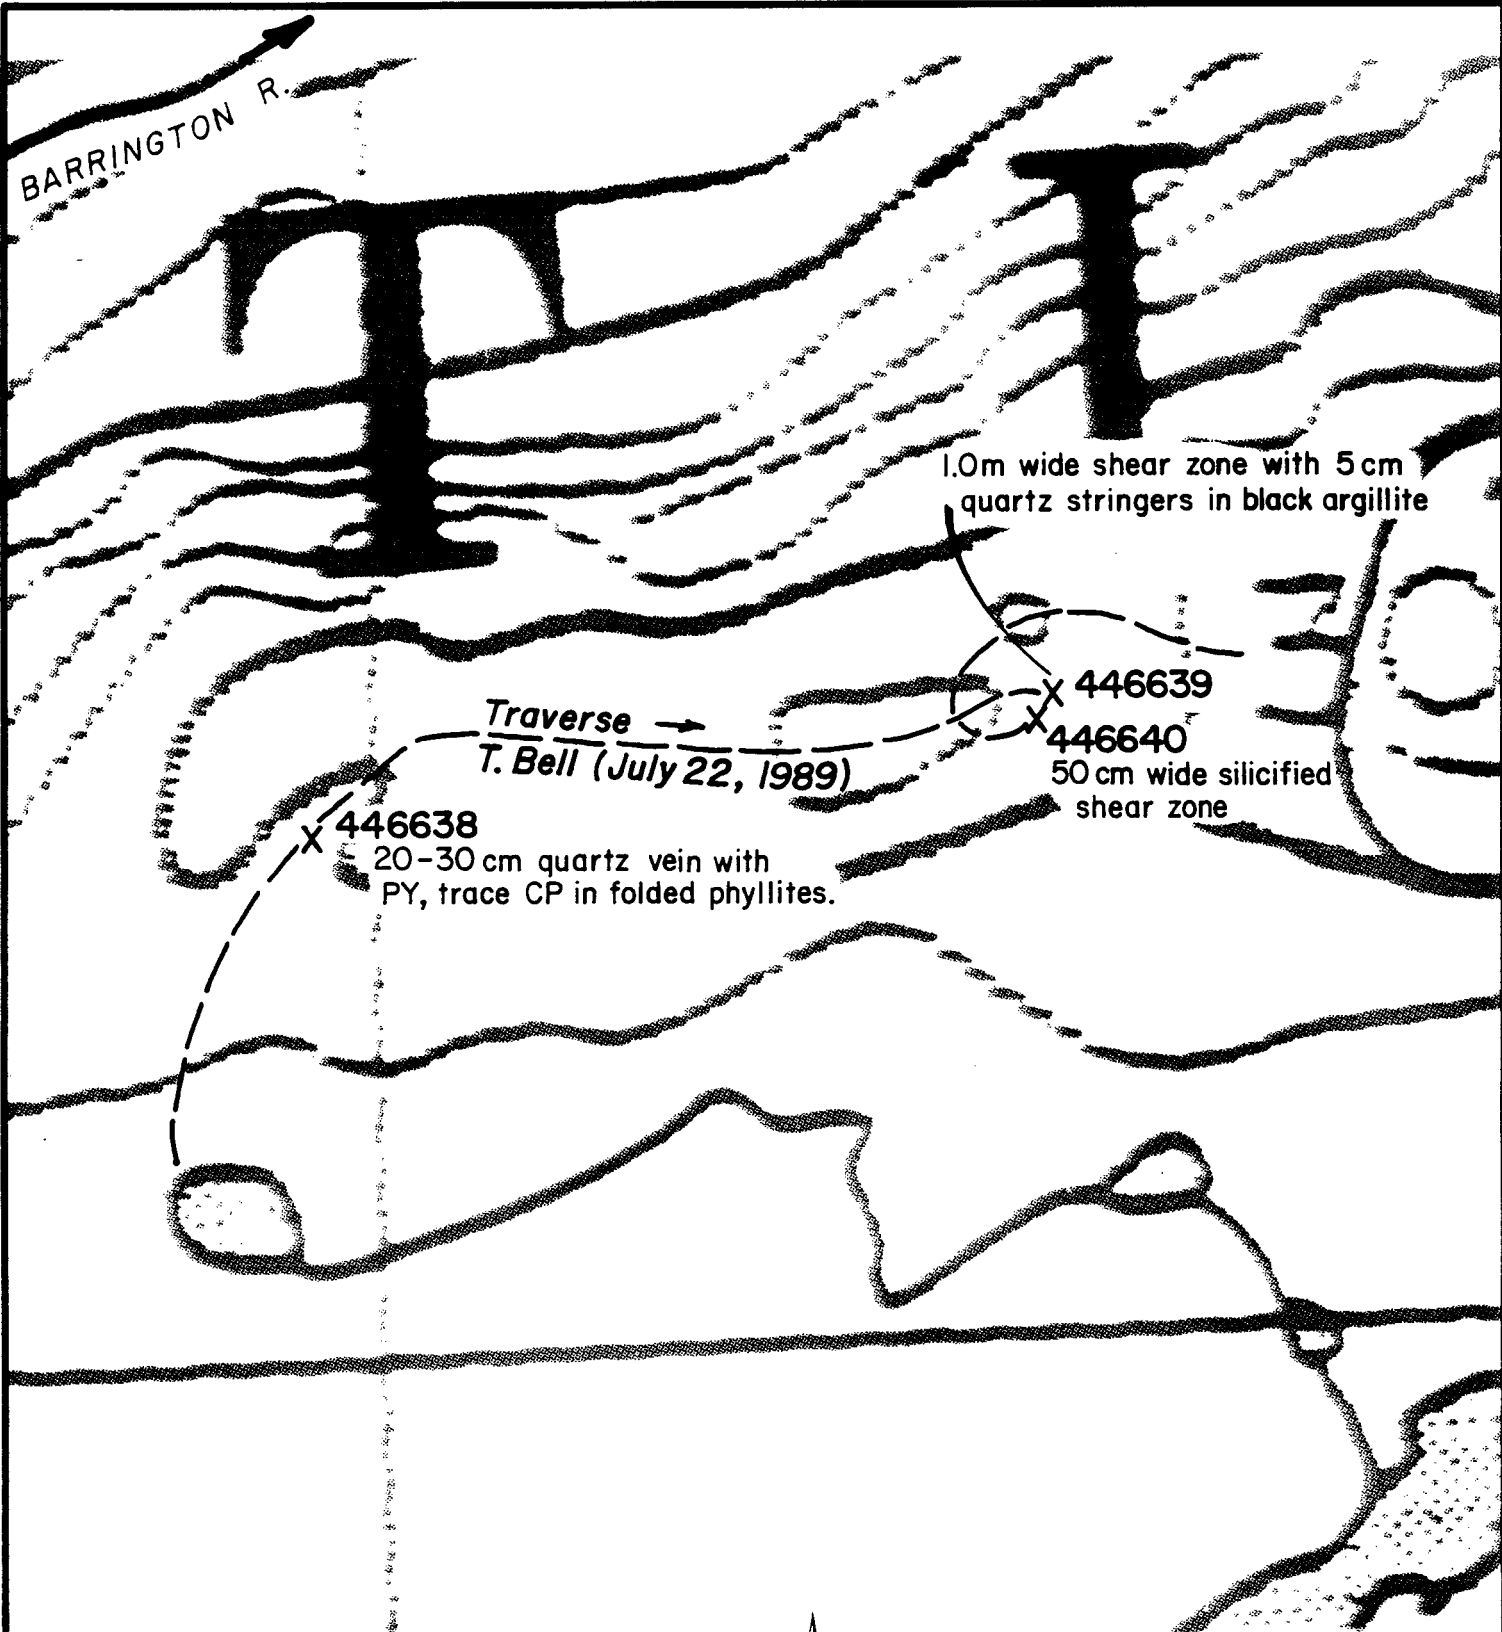 BARRINGTON R.
T I
1.0m wide shear zone with 5cm
quartz stringers in black argillite
446639
Traverse
T. Bell (July 22, 1989)
446640
50cm wide silicified
shear zone
446638
20-30cm quartz vein with
PY, trace CP in folded phyllites.